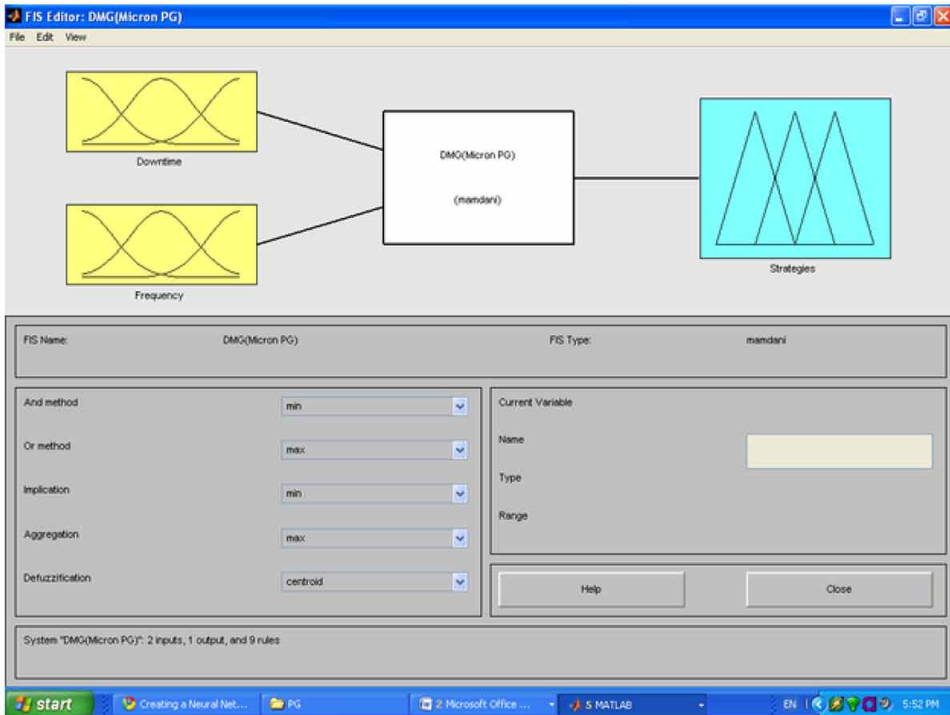 FIS Editor: DMG(Micron PG)
File Edit View
Downtime
Frequency
DMG(Micron PG)
(mamdani)
Strategies
FIS Name: DMG(Micron PG) FIS Type: mamdani
And method min
Or method max
Implication min
Aggregation max
Defuzzification centroid
Current Variable
Name
Type
Range
Help Close
System "DMG(Micron PG)": 2 inputs, 1 output, and 9 rules
start Creating a Neural Net... PG 2 Microsoft Office ... 5 MATLAB EN 5:52 PM